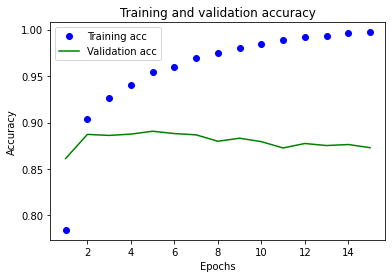 Training and validation accuracy
Training acc
Validation acc
1.00
0.95
0.90
0.85
0.80
Accuracy
2 4 6 8 10 12 14
Epochs